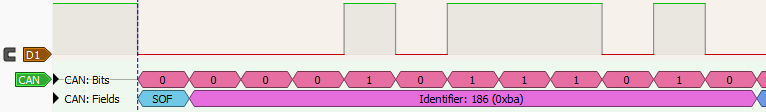 D1
CAN CAN: Bits 0 0 0 0 1 0 1 1 1 0 1 0
CAN: Fields SOF Identifier: 186 (0xba)